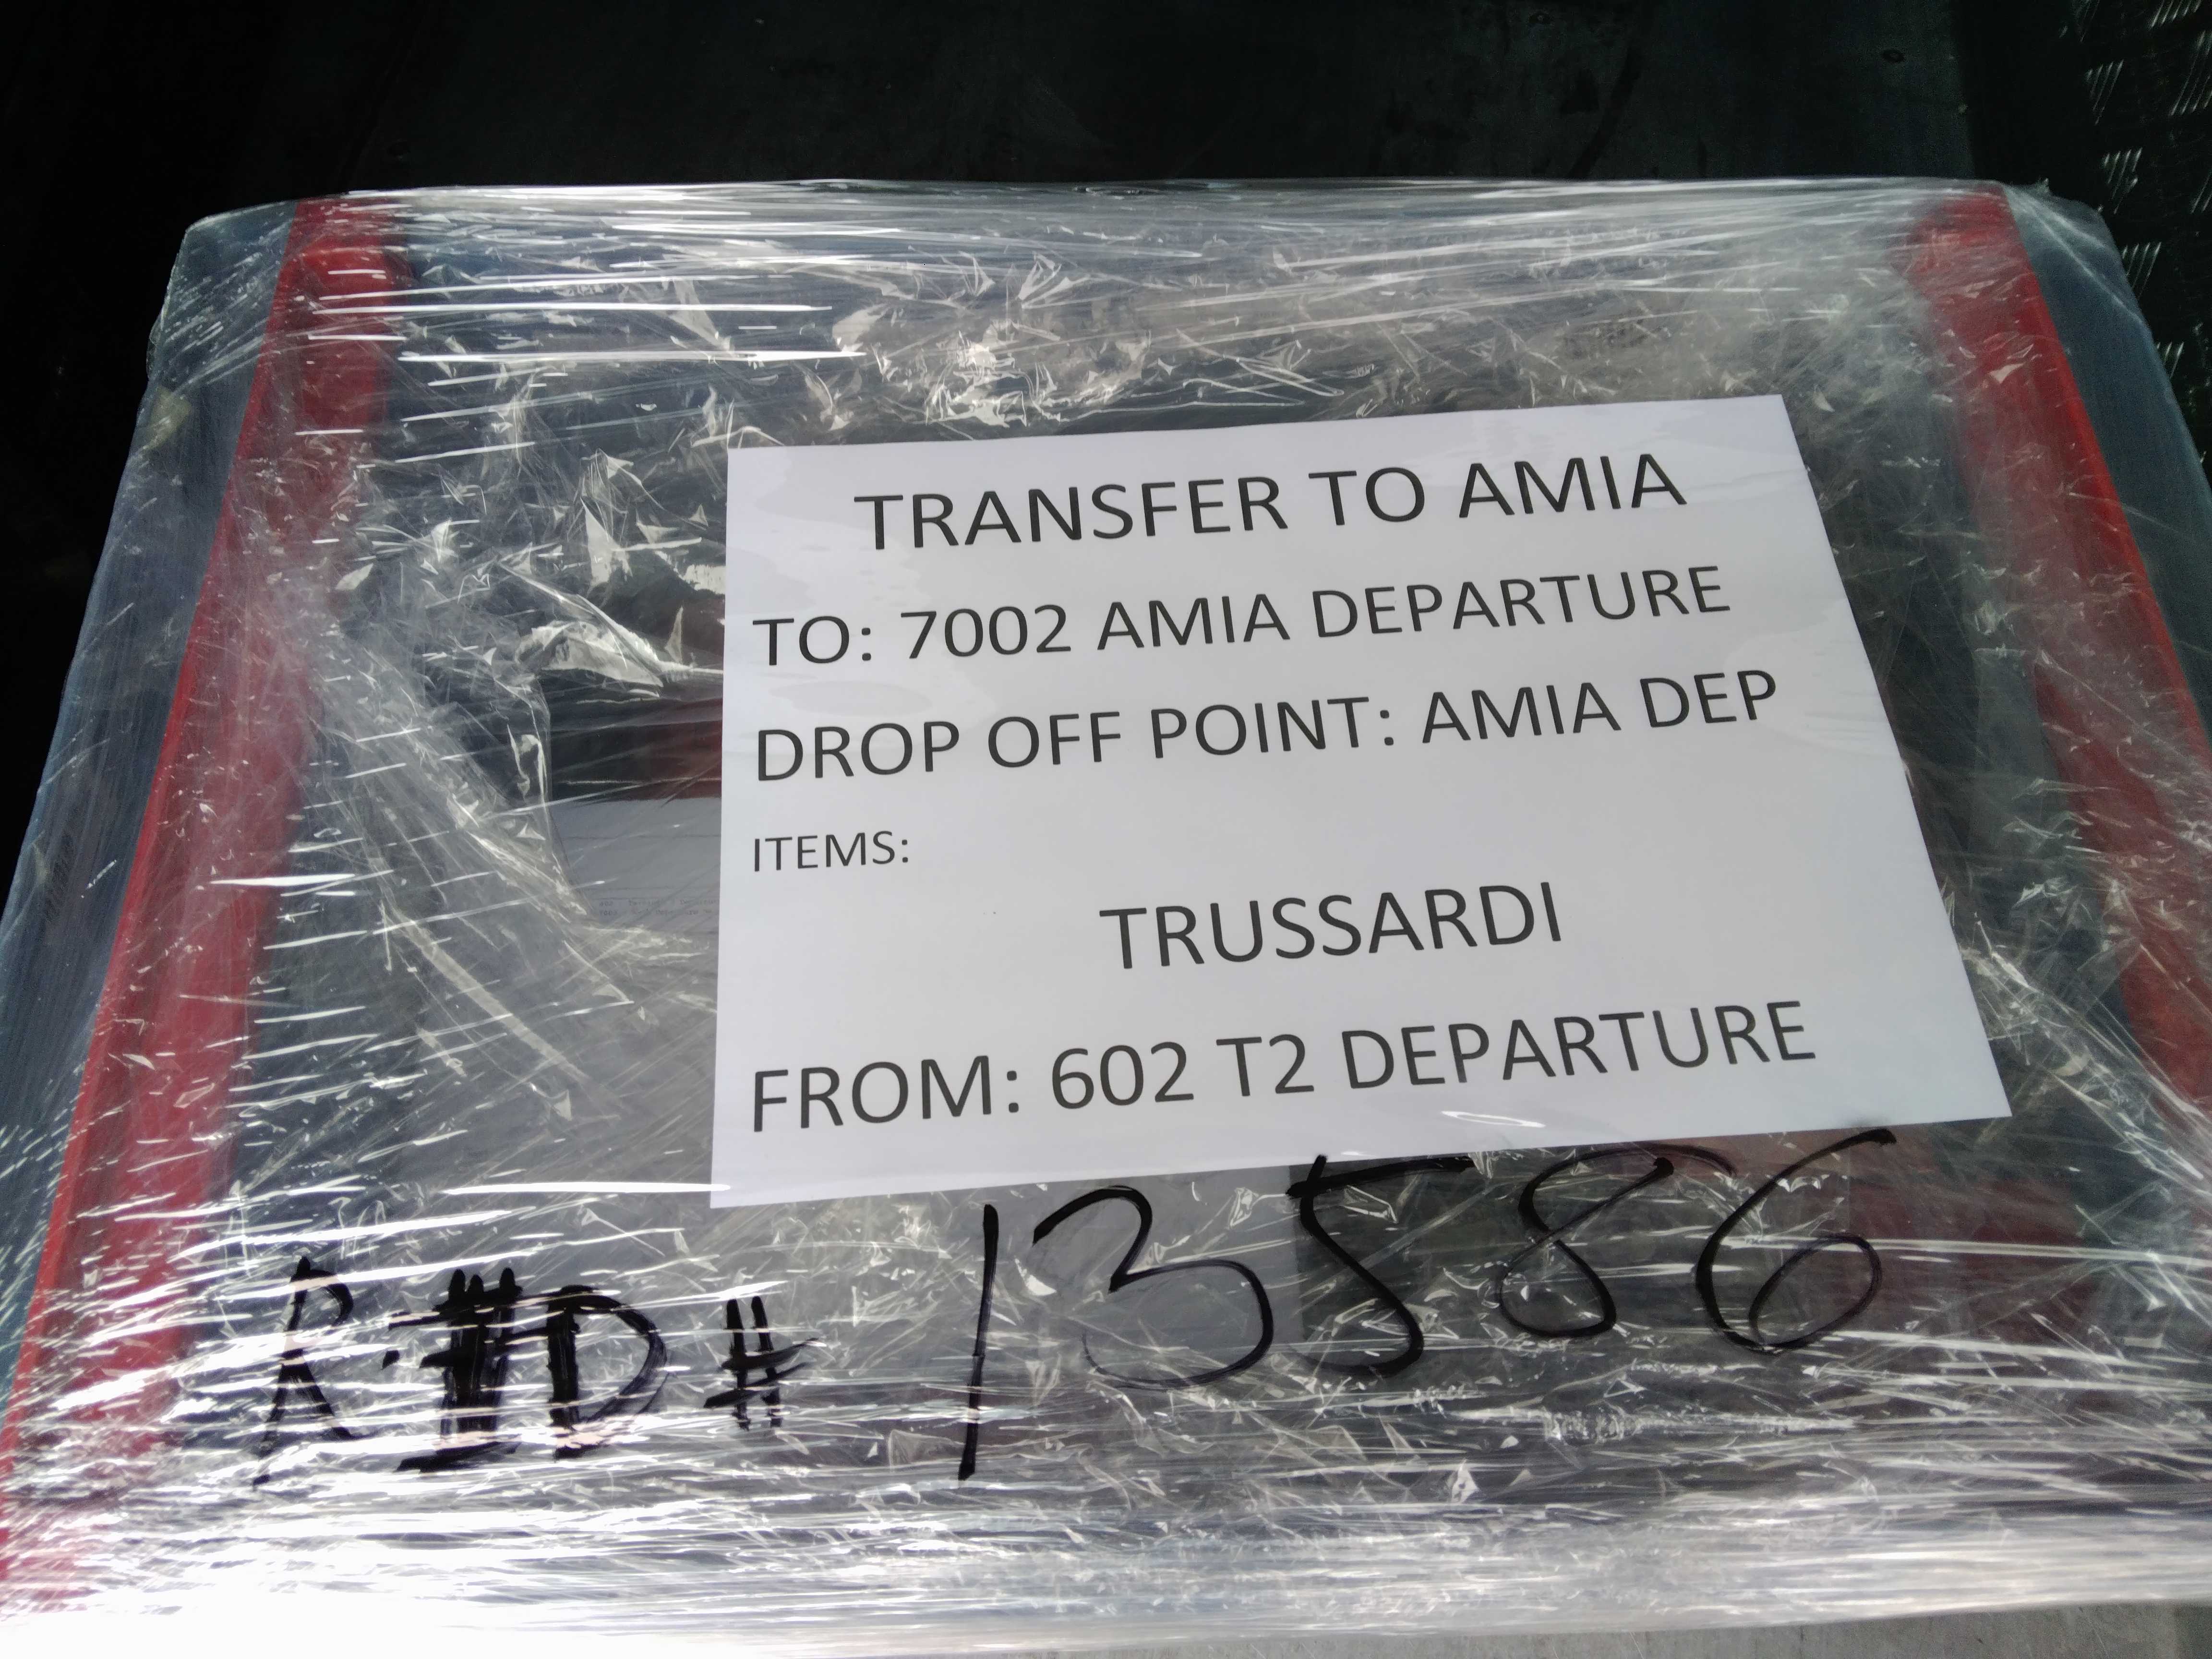 TRANSFER TO AMIA
TO: 7002 AMIA DEPARTURE
DROP OFF POINT: AMIA DEP
ITEMS:
TRUSSARDI
FROM: 602 T2 DEPARTURE
R.ID # 13586